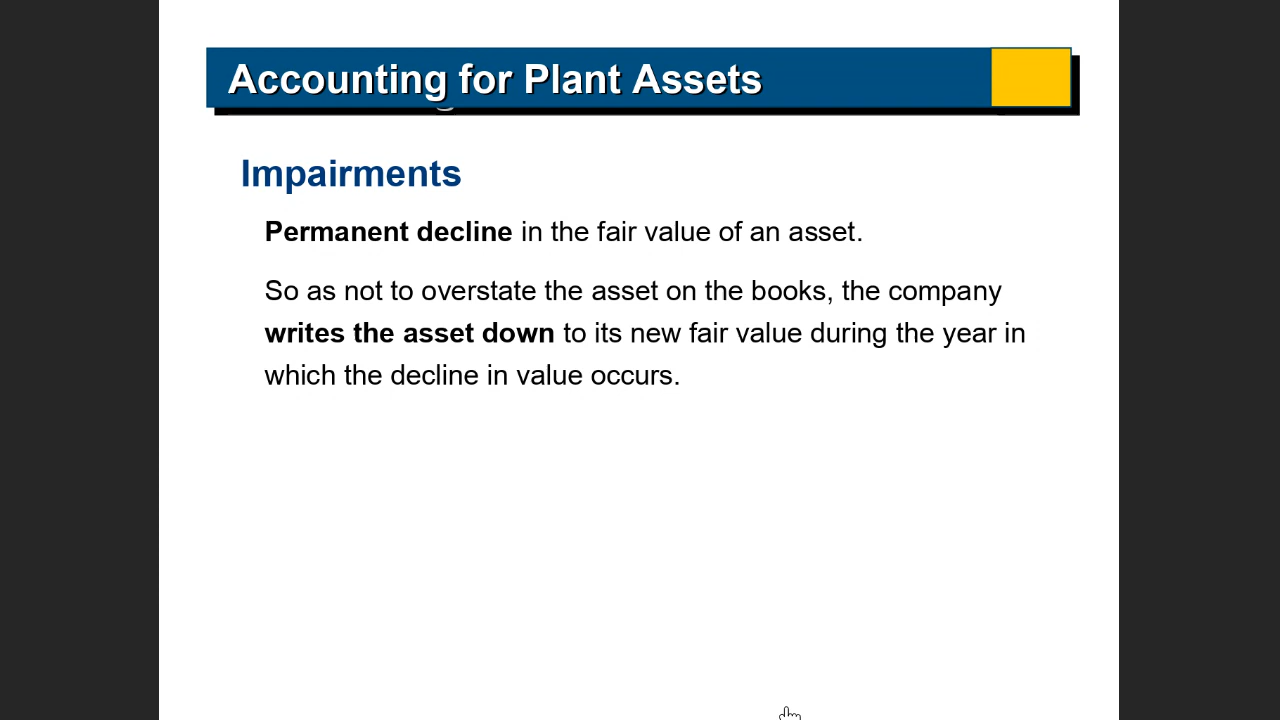 Accounting for Plant Assets
Impairments
Permanent decline in the fair value of an asset.
So as not to overstate the asset on the books, the company
writes the asset down to its new fair value during the year in
which the decline in value occurs.